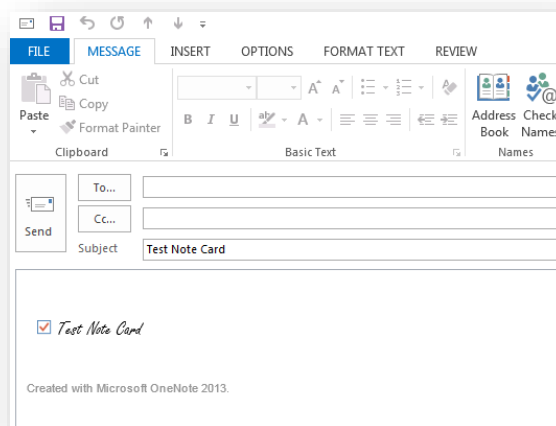 FILE MESSAGE INSERT OPTIONS FORMAT TEXT REVIEW
Paste
Cut
Copy
Format Painter
Clipboard
A A
B I U ab A
Basic Text
Address Book
Check Names
Names
Send
To...
Cc...
Subject Test Note Card
Test Note Card
Created with Microsoft OneNote 2013.